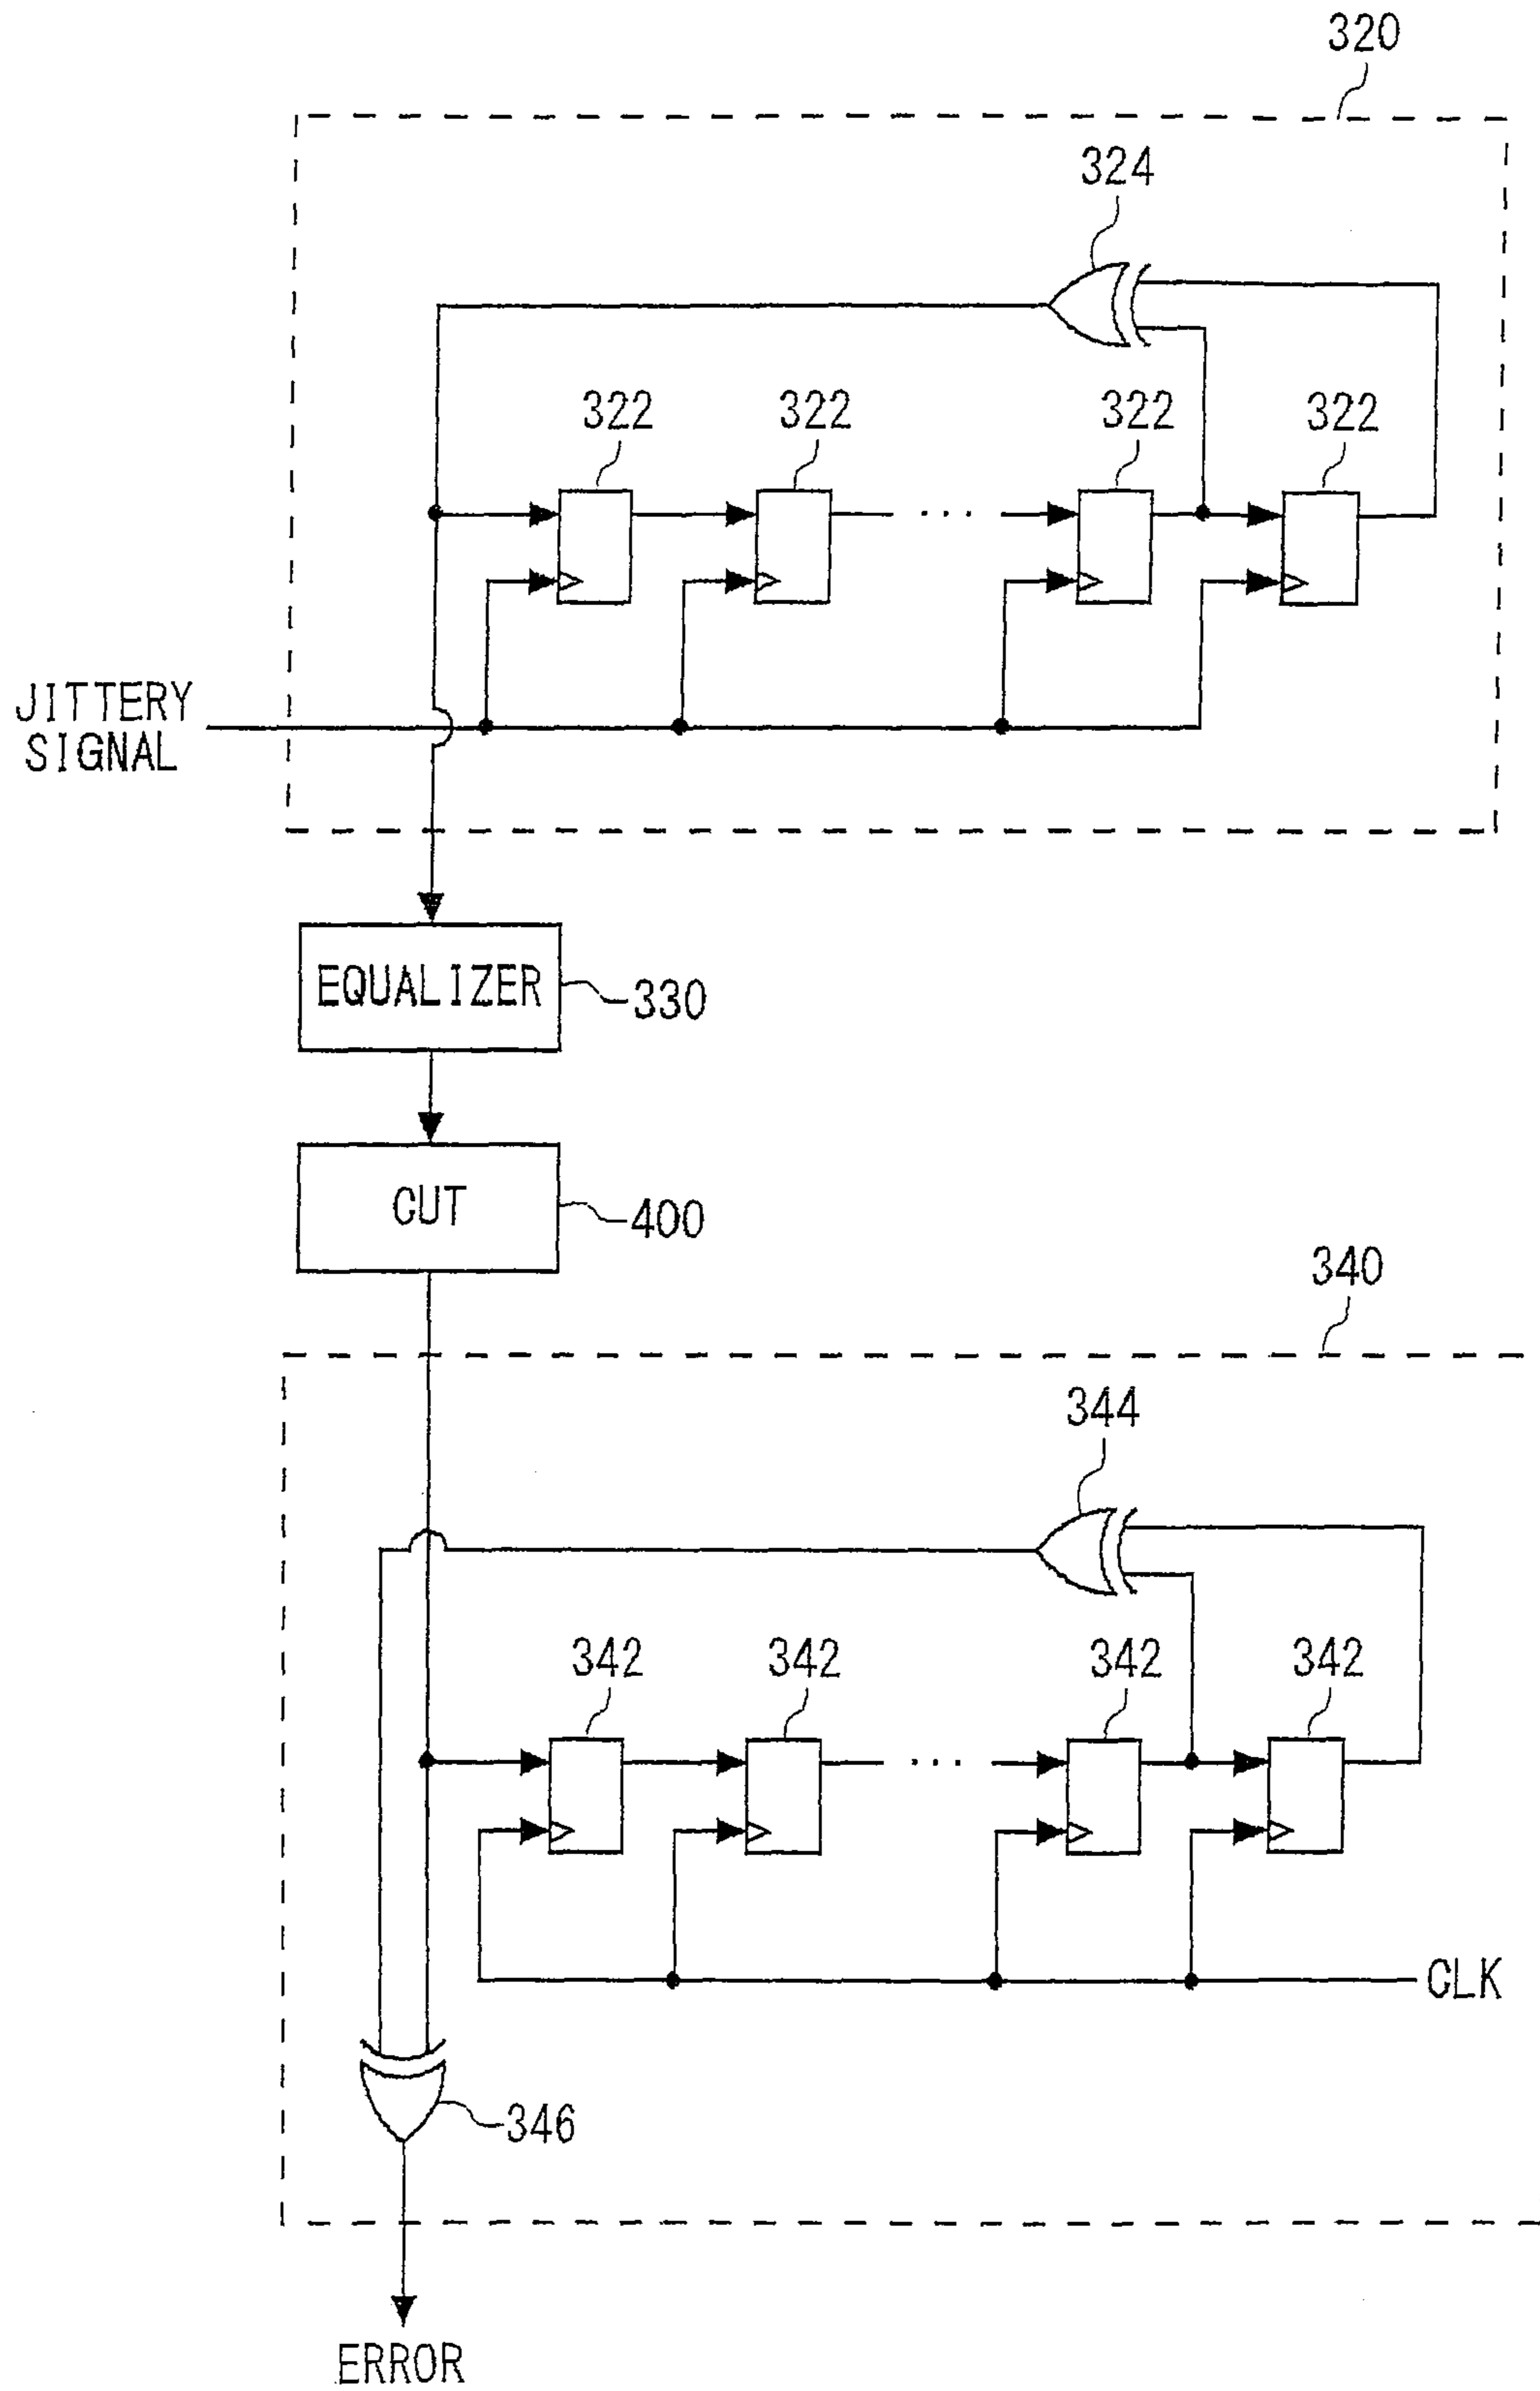 320
324
322 322 322 322
JITTERY
SIGNAL
EQUALIZER
330
CUT
400
340
344
342 342 342 342
CLK
346
ERROR